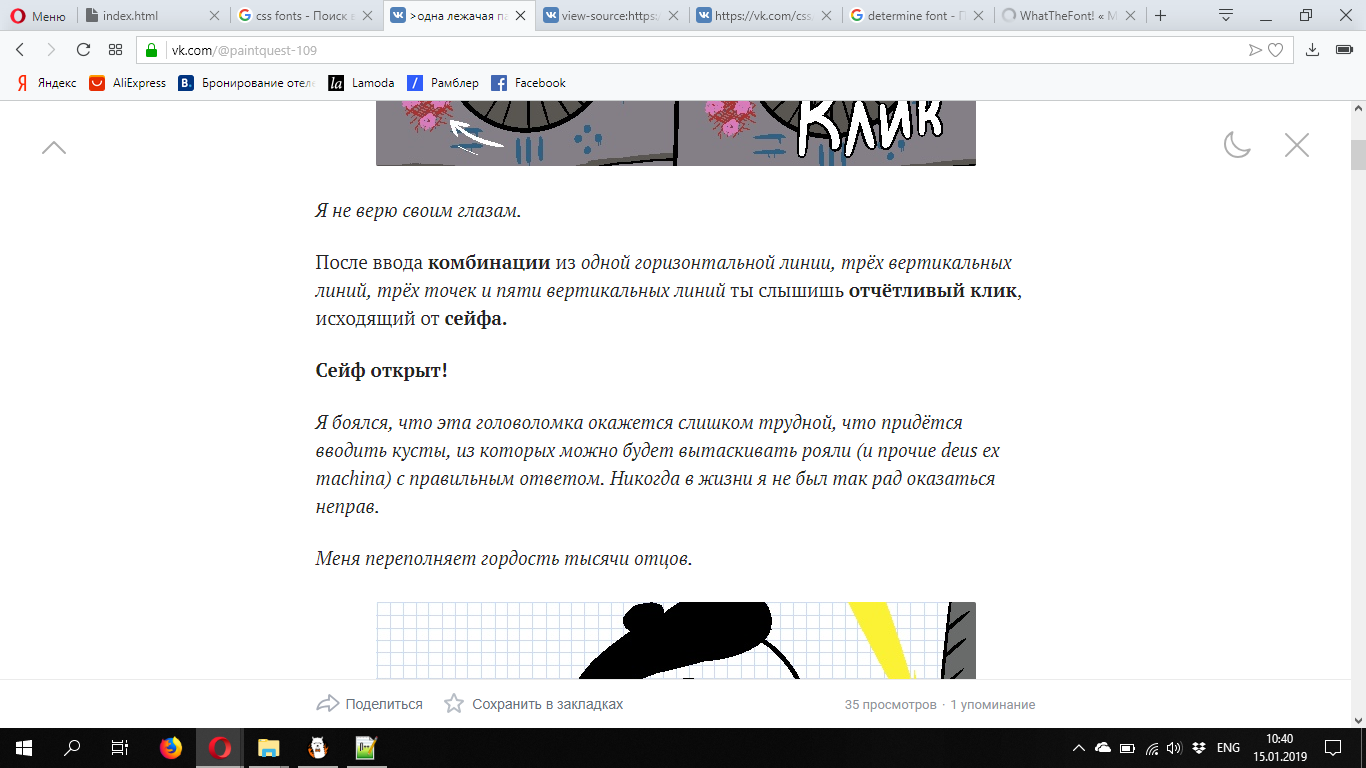 Меню
index.html
css fonts - Поиск в
>одна лежачая па
view-source:https:/
https://vk.com/css
determine font - П
WhatTheFont! « M
vk.com/@paintquest-109
Яндекс
AliExpress
Бронирование отеле
Lamoda
Рамблер
Facebook
КЛИК
Я не верю своим глазам.
После ввода комбинации из одной горизонтальной линии, трёх вертикальных
линий, трёх точек и пяти вертикальных линий ты слышишь отчётливый клик,
исходящий от сейфа.
Сейф открыт!
Я боялся, что эта головоломка окажется слишком трудной, что придётся
вводить кусты, из которых можно будет вытаскивать рояли (и прочие deus ex
machina) с правильным ответом. Никогда в жизни я не был так рад оказаться
неправ.
Меня переполняет гордость тысячи отцов.
Поделиться
Сохранить в закладках
35 просмотров · 1 упоминание
ENG
10:40
15.01.2019